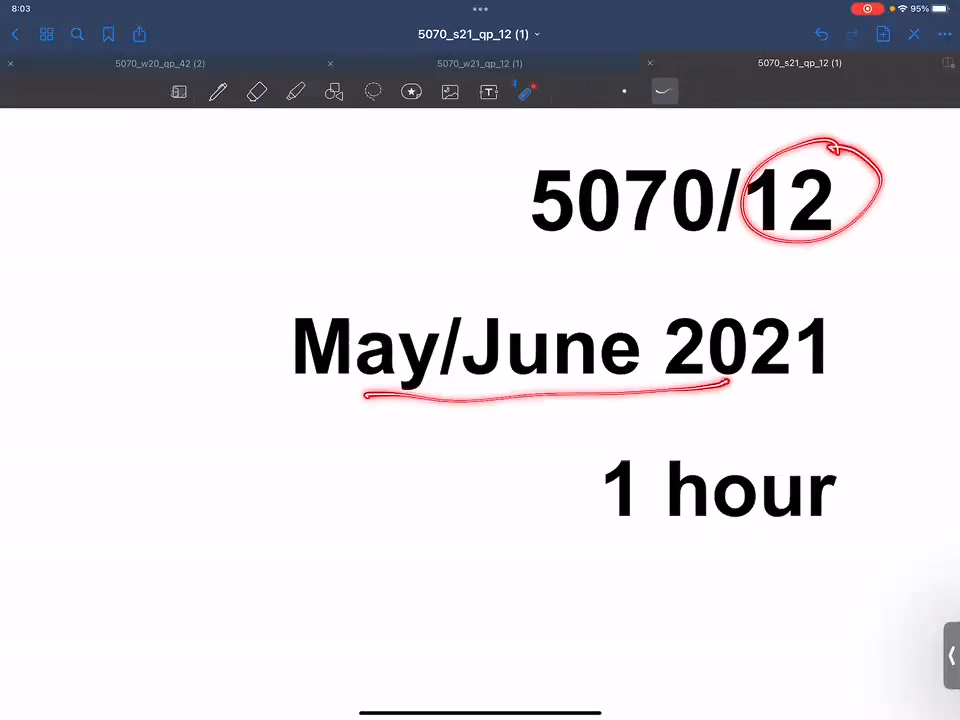 8:03
95%
5070_s21_qp_12 (1)
5070_w20_qp_42 (2)
5070_w21_qp_12 (1)
5070_s21_qp_12 (1)
5070/12
May/June 2021
1 hour